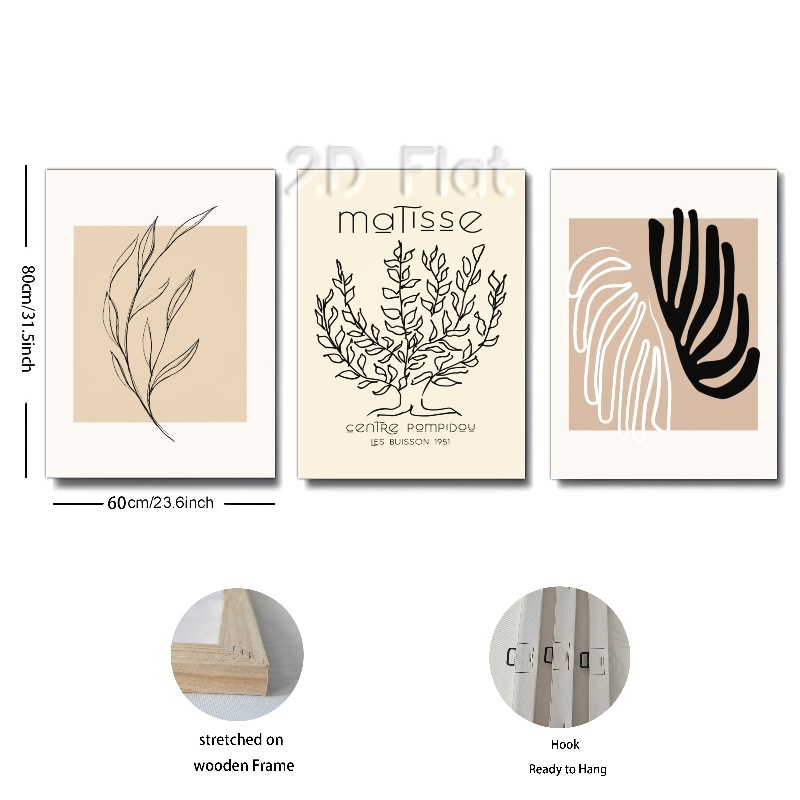 2D Flat
maTisse
CenTRe POMPIDOU
LES BUISSON 1951
80cm/31.5inch
60cm/23.6inch
stretched on
wooden Frame
Hook
Ready to Hang